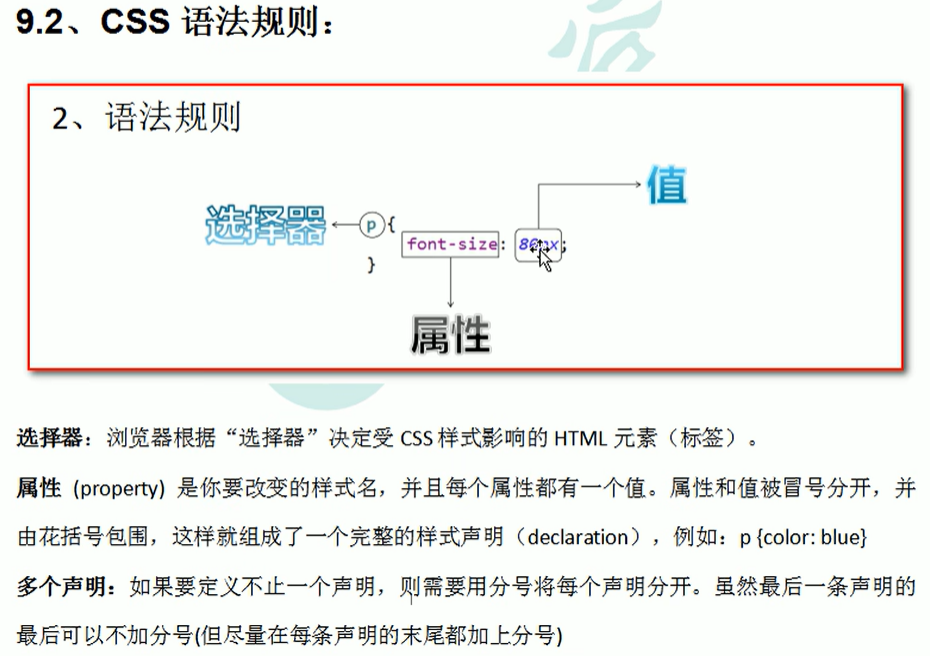 9.2、CSS 语法规则：
2、语法规则
值
选择器 p {
font-size: 80px;
}
属性
选择器：浏览器根据“选择器”决定受 CSS 样式影响的 HTML 元素（标签）。
属性 (property) 是你要改变的样式名，并且每个属性都有一个值。属性和值被冒号分开，并
由花括号包围，这样就组成了一个完整的样式声明（declaration），例如：p {color: blue}
多个声明：如果要定义不止一个声明，则需要用分号将每个声明分开。虽然最后一条声明的
最后可以不加分号(但尽量在每条声明的末尾都加上分号)